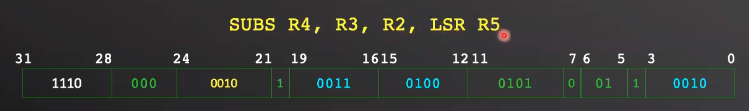 SUBS R4, R3, R2, LSR R5
31 28 24 21 19 16 15 12 11 7 6 5 3 0
1110 000 0010 1 0011 0100 0101 0 01 1 0010